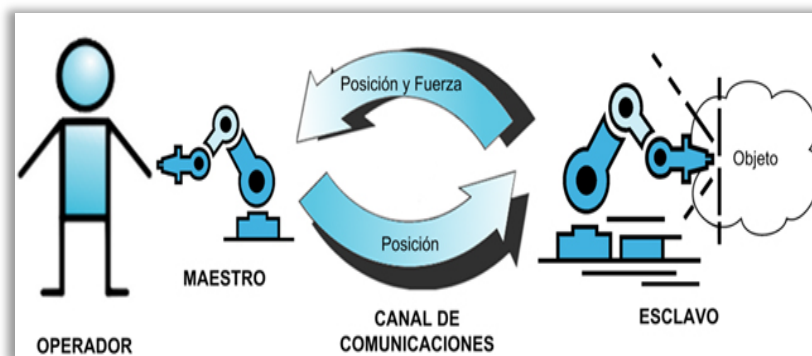 Posición y Fuerza
Objeto
Posición
MAESTRO
CANAL DE
COMUNICACIONES
ESCLAVO
OPERADOR